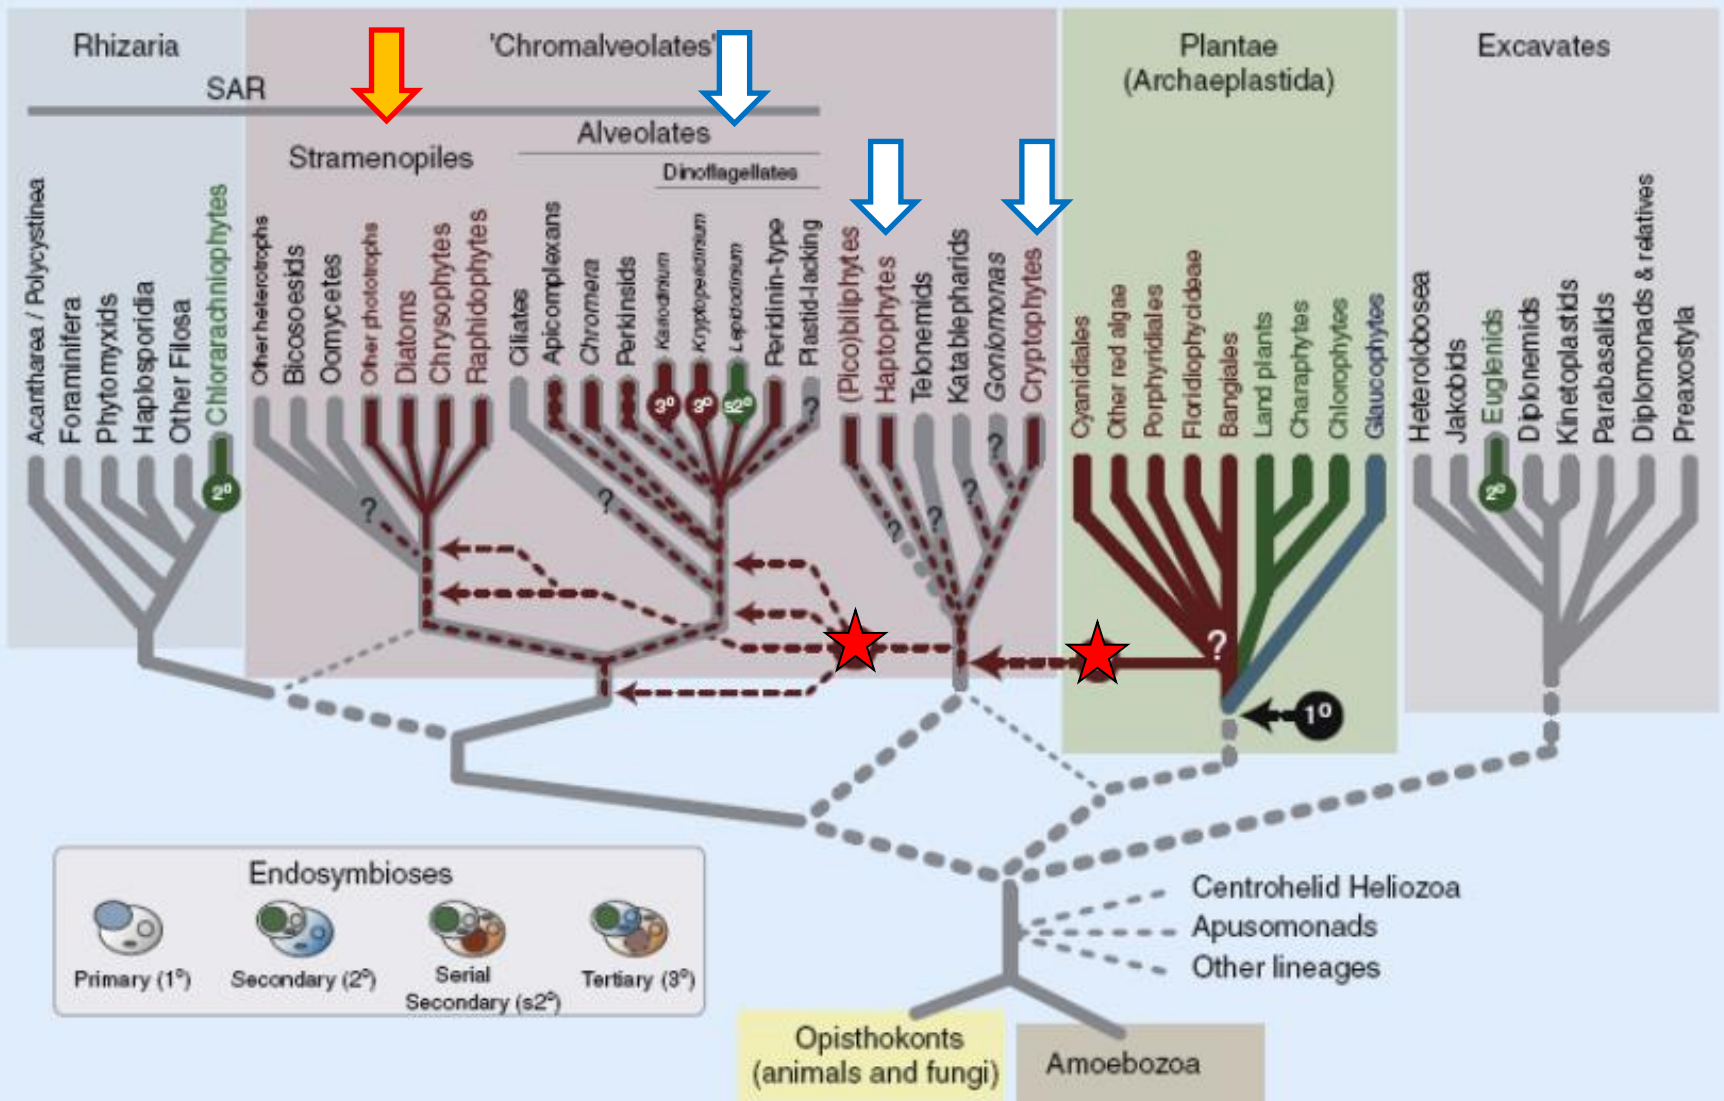 Rhizaria
'Chromalveolates'
Plantae
(Archaeplastida)
Excavates
SAR
Alveolates
Stramenopiles
Dinoflagellates
Acantharea / Polycystinea
Foraminifera
Phytomyxids
Haplosporidia
Other Filosa
Chlorarachniophytes
Other heterotrophs
Bicosoesids
Oomycetes
Other phototrophs
Diatoms
Chrysophytes
Raphidophytes
Ciliates
Apicomplexans
Chromera
Perkinsids
Karlodinium
Kryptoperidinium
Lepidodinium
Peridinin-type
Plastid-lacking
(Pico)biliphytes
Haptophytes
Telonemids
Katablepharids
Goniomonas
Cryptophytes
Cyanidiales
Other red algae
Porphyridiales
Floridiophycideae
Bangiales
Land plants
Charaphytes
Chlorophytes
Glaucophytes
Heterolobosea
Jakobids
Euglenids
Diplonemids
Kinetoplastids
Parabasalids
Diplomonads & relatives
Preaxostyla
3º
3º
s2º
?
2º
2º
?
?
?
?
?
?
?
1º
Endosymbioses
Primary (1º)
Secondary (2º)
Serial
Secondary (s2º)
Tertiary (3º)
Centrohelid Heliozoa
Apusomonads
Other lineages
Opisthokonts
(animals and fungi)
Amoebozoa